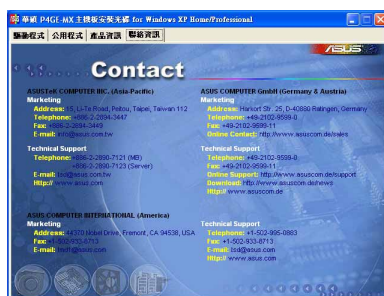 華碩 P4GE-MX 主機板安裝光碟 for Windows XP Home/Professional
驅動程式 公用程式 產品資訊 聯絡資訊
ASUS
Contact
ASUSTeK COMPUTER INC. (Asia-Pacific)
Marketing
Address: 15, Li-Te Road, Peitou, Taipei, Taiwan 112
Telephone: +886-2-2894-3447
Fax: +886-2-2894-3449
E-mail: info@asus.com.tw
Technical Support
Telephone: +886-2-2890-7121 (MB)
+886-2-2890-7123 (Server)
E-mail: tsd@asus.com.tw
Http:// www.asus.com
ASUS COMPUTER GmbH (Germany & Austria)
Marketing
Address: Harkort Str. 25, D-40880 Ratingen, Germany
Telephone: +49-2102-9599-0
Fax: +49-2102-9599-11
Online Contact: http://www.asuscom.de/sales
Technical Support
Telephone: +49-2102-9599-0
Fax: +49-2102-9599-11
Online Support: http://www.asuscom.de/support
Download: http://www.asuscom.de/news
Http:// www.asuscom.de
ASUS COMPUTER INTERNATIONAL (America)
Marketing
Address: 44370 Nobel Drive, Fremont, CA 94538, USA
Fax: +1-502-933-8713
E-mail:
Technical Support
Telephone: +1-502-995-0883
Fax: +1-502-933-8713
E-mail: tsd@asus.com
Http:// www.asus.com